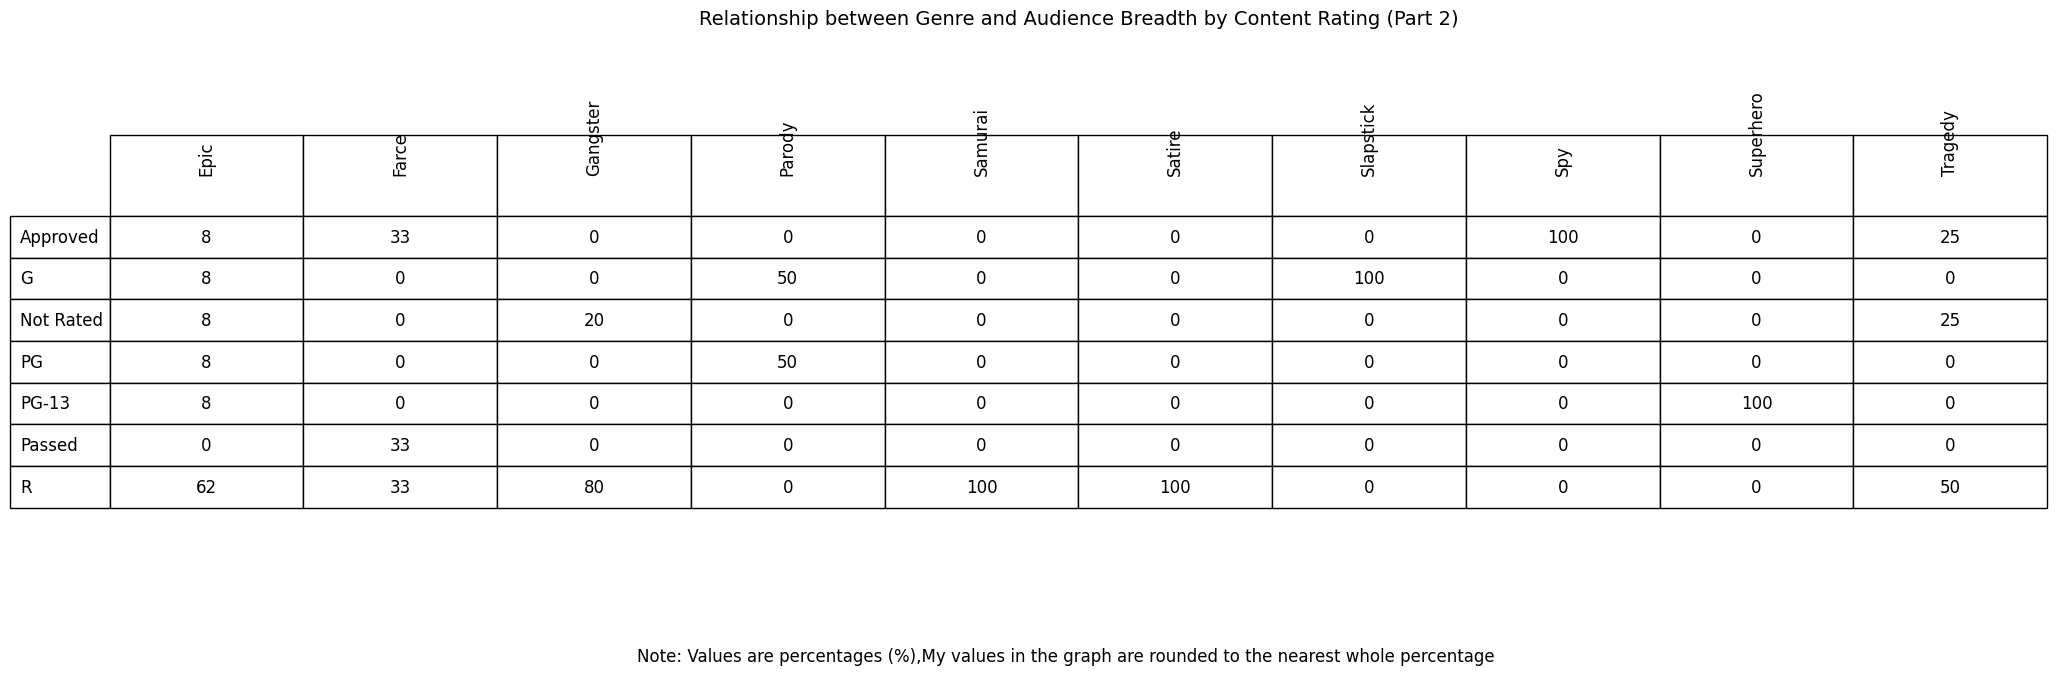 Relationship between Genre and Audience Breadth by Content Rating (Part 2)
Epic Farce Gangster Parody Samurai Satire Slapstick Spy Superhero Tragedy
Approved 8 33 0 0 0 0 0 100 0 25
G 8 0 0 50 0 0 100 0 0 0
Not Rated 8 0 20 0 0 0 0 0 0 25
PG 8 0 0 50 0 0 0 0 0 0
PG-13 8 0 0 0 0 0 0 0 100 0
Passed 0 33 0 0 0 0 0 0 0 0
R 62 33 80 0 100 100 0 0 0 50
Note: Values are percentages (%),My values in the graph are rounded to the nearest whole percentage